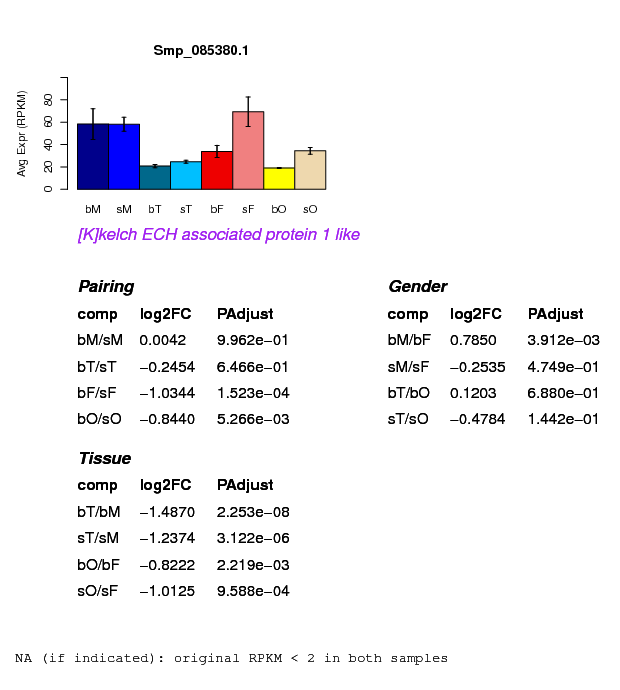 Smp_085380.1
Avg Expr (RPKM)
0 20 40 60 80
bM sM bT sT bF sF bO sO
[K]kelch ECH associated protein 1 like
Pairing
comp log2FC PAdjust
bM/sM 0.0042 9.962e−01
bT/sT −0.2454 6.466e−01
bF/sF −1.0344 1.523e−04
bO/sO −0.8440 5.266e−03
Gender
comp log2FC PAdjust
bM/bF 0.7850 3.912e−03
sM/sF −0.2535 4.749e−01
bT/bO 0.1203 6.880e−01
sT/sO −0.4784 1.442e−01
Tissue
comp log2FC PAdjust
bT/bM −1.4870 2.253e−08
sT/sM −1.2374 3.122e−06
bO/bF −0.8222 2.219e−03
sO/sF −1.0125 9.588e−04
NA (if indicated): original RPKM < 2 in both samples